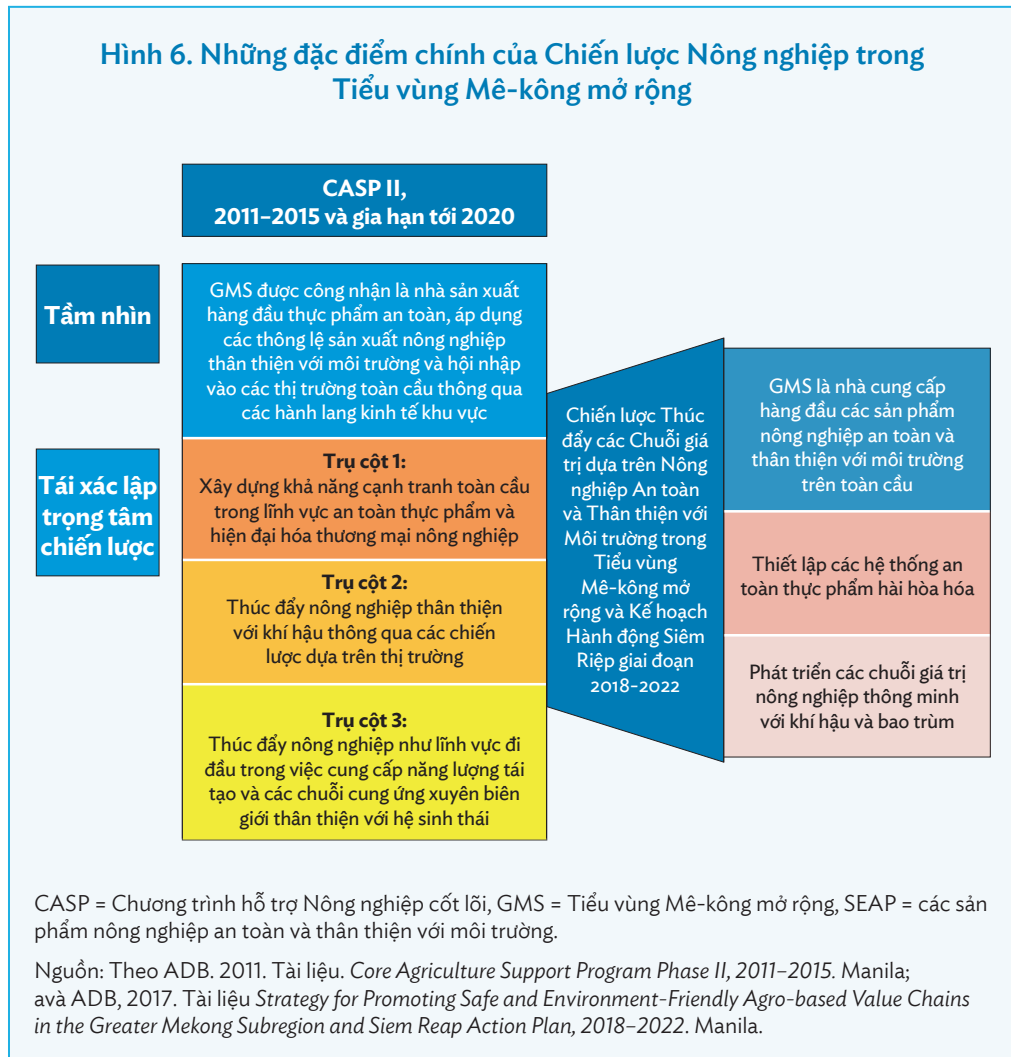 Hình 6. Những đặc điểm chính của Chiến lược Nông nghiệp trong
Tiểu vùng Mê-kông mở rộng
CASP II,
2011–2015 và gia hạn tới 2020
Tầm nhìn
GMS được công nhận là nhà sản xuất
hàng đầu thực phẩm an toàn, áp dụng
các thông lệ sản xuất nông nghiệp
thân thiện với môi trường và hội nhập
vào các thị trường toàn cầu thông qua
các hành lang kinh tế khu vực
Tái xác lập
trọng tâm
chiến lược
Trụ cột 1:
Xây dựng khả năng cạnh tranh toàn cầu
trong lĩnh vực an toàn thực phẩm và
hiện đại hóa thương mại nông nghiệp
Trụ cột 2:
Thúc đẩy nông nghiệp thân thiện
với khí hậu thông qua các chiến
lược dựa trên thị trường
Trụ cột 3:
Thúc đẩy nông nghiệp như lĩnh vực đi
đầu trong việc cung cấp năng lượng tái
tạo và các chuỗi cung ứng xuyên biên
giới thân thiện với hệ sinh thái
Chiến lược Thúc
đẩy các Chuỗi giá
trị dựa trên Nông
nghiệp An toàn
và Thân thiện với
Môi trường trong
Tiểu vùng
Mê-kông mở
rộng và Kế hoạch
Hành động Siêm
Riệp giai đoạn
2018-2022
GMS là nhà cung cấp
hàng đầu các sản phẩm
nông nghiệp an toàn và
thân thiện với môi trường
trên toàn cầu
Thiết lập các hệ thống an
toàn thực phẩm hài hòa hóa
Phát triển các chuỗi giá trị
nông nghiệp thông minh
với khí hậu và bao trùm
CASP = Chương trình hỗ trợ Nông nghiệp cốt lõi, GMS = Tiểu vùng Mê-kông mở rộng, SEAP = các sản
phẩm nông nghiệp an toàn và thân thiện với môi trường.
Nguồn: Theo ADB. 2011. Tài liệu. Core Agriculture Support Program Phase II, 2011–2015. Manila;
avà ADB, 2017. Tài liệu Strategy for Promoting Safe and Environment-Friendly Agro-based Value Chains
in the Greater Mekong Subregion and Siem Reap Action Plan, 2018–2022. Manila.